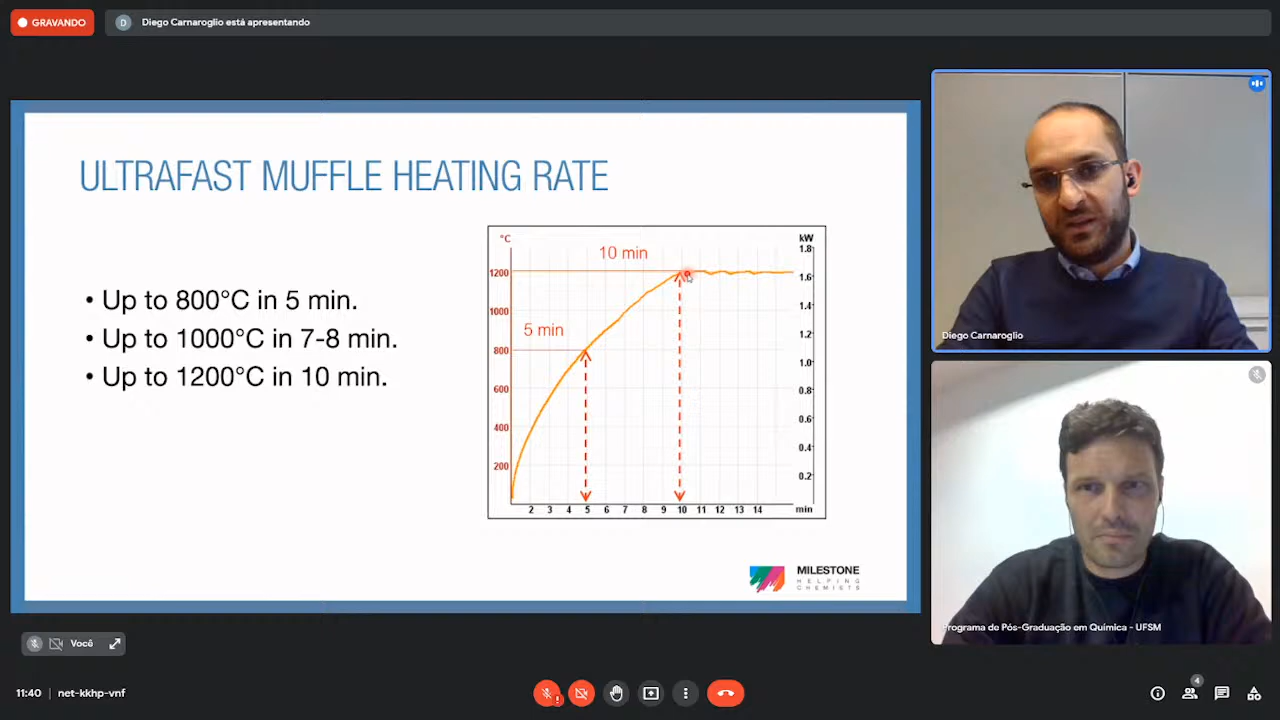 GRAVANDO
D
Diego Carnaroglio está apresentando
ULTRAFAST MUFFLE HEATING RATE
• Up to 800°C in 5 min.
• Up to 1000°C in 7-8 min.
• Up to 1200°C in 10 min.
°C
kW
10 min
5 min
1200
1000
800
600
400
200
1.8
1.6
1.4
1.2
1.0
0.8
0.6
0.4
0.2
2 3 4 5 6 7 8 9 10 11 12 13 14 min
MILESTONE
HELPING
CHEMISTS
Diego Carnaroglio
Programa de Pós-Graduação em Química - UFSM
Você
11:40 | net-kkhp-vnf
4